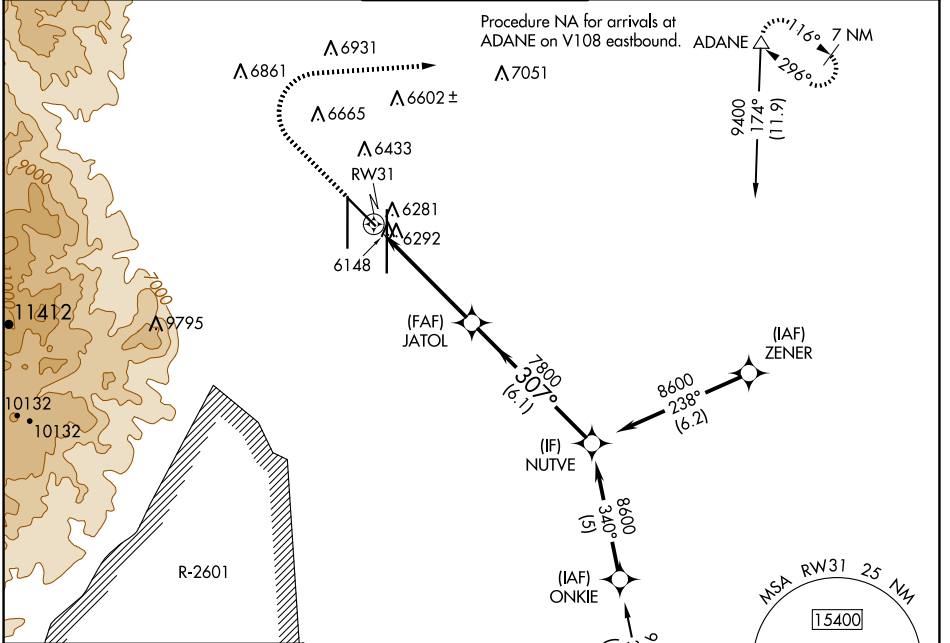 Procedure NA for arrivals at
ADANE on V108 eastbound.
ADANE
116°
7 NM
296°
9400
174°
(11.9)
6931
6861
7051
6602 ±
6665
6433
RW31
6281
6292
6148
9000
11000
7000
11412
9795
10132
10132
(FAF)
JATOL
7800
307°
(6.1)
(IAF)
ZENER
8600
238°
(6.2)
(IF)
NUTVE
8600
340°
(5)
(IAF)
ONKIE
R-2601
MSA RW31 25 NM
15400